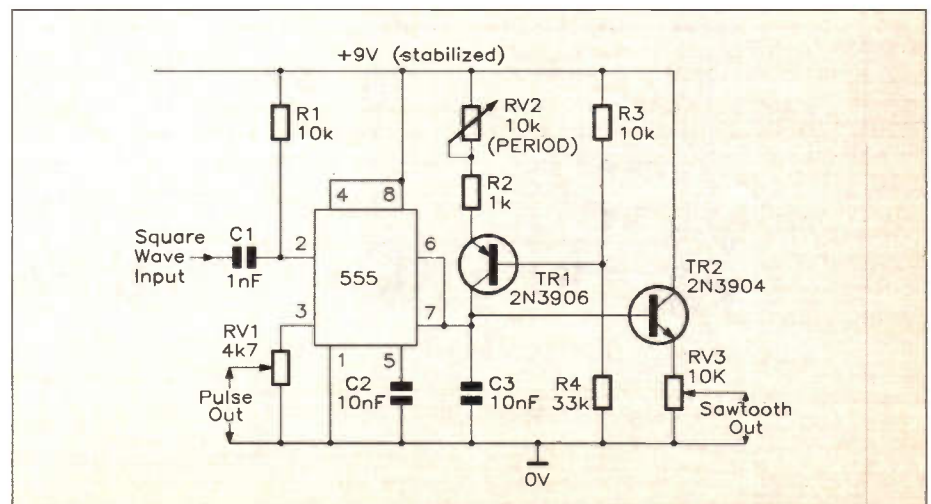 +9V (stabilized)
R1
10k
RV2
10k
(PERIOD)
R3
10k
R2
1k
4 8
Square
Wave
Input
C1
1nF
2
555
6
TR1
2N3906
TR2
2N3904
3
7
RV1
4k7
1 5
Pulse
Out
C2
10nF
C3
10nF
R4
33k
RV3
10K
Sawtooth
Out
0V